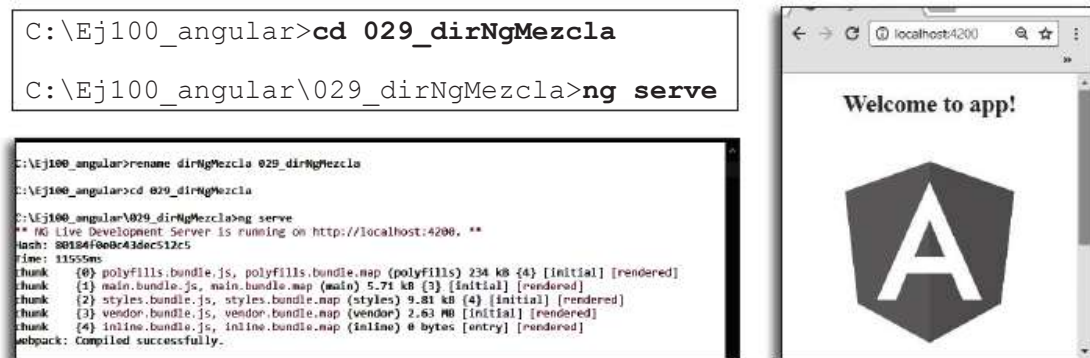 C:\Ej100_angular>cd 029_dirNgMezcla
C:\Ej100_angular\029_dirNgMezcla>ng serve
C:\Ej100_angular>rename dirNgMezcla 029_dirNgMezcla
C:\Ej100_angular>cd 029_dirNgMezcla
C:\Ej100_angular\029_dirNgMezcla>ng serve
** NG Live Development Server is running on http://localhost:4200. **
Hash:
Time: 11555ms
chunk {0} polyfills.bundle.js, polyfills.bundle.map (polyfills) 234 kB {4} [initial] [rendered]
chunk {1} main.bundle.js, main.bundle.map (main) 5.71 kB {3} [initial] [rendered]
chunk {2} styles.bundle.js, styles.bundle.map (styles) 9.81 kB {4} [initial] [rendered]
chunk {3} vendor.bundle.js, vendor.bundle.map (vendor) 2.63 MB [initial] [rendered]
chunk {4} inline.bundle.js, inline.bundle.map (inline) 0 bytes [entry] [rendered]
webpack: Compiled successfully.
localhost:4200
Welcome to app!
A